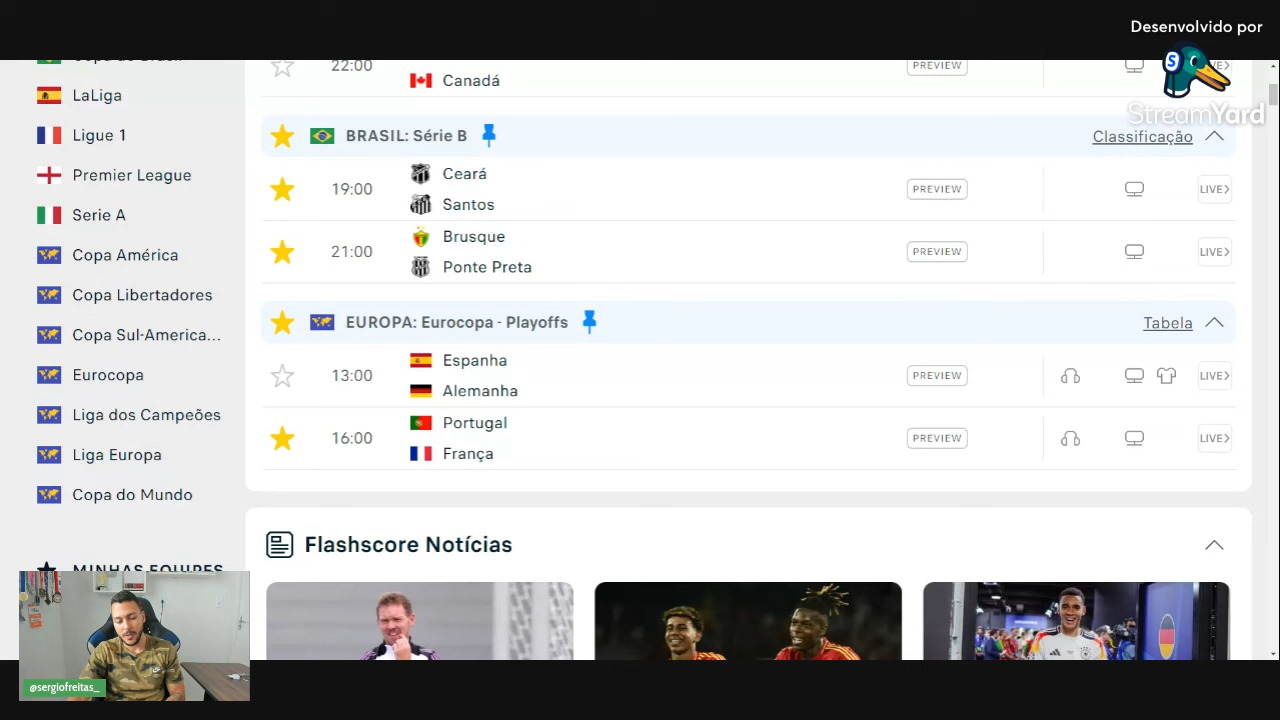 Desenvolvido por
StreamYard
22:00
PREVIEW
Canadá
LaLiga
Ligue 1
Premier League
Serie A
Copa América
Copa Libertadores
Copa Sul-America...
Eurocopa
Liga dos Campeões
Liga Europa
Copa do Mundo
MINHAS EQUIPES
BRASIL: Série B
Classificação
19:00
Ceará
Santos
PREVIEW
LIVE>
21:00
Brusque
Ponte Preta
PREVIEW
LIVE>
EUROPA: Eurocopa - Playoffs
Tabela
13:00
Espanha
Alemanha
PREVIEW
LIVE>
16:00
Portugal
França
PREVIEW
LIVE>
Flashscore Notícias
@sergiofreitas_